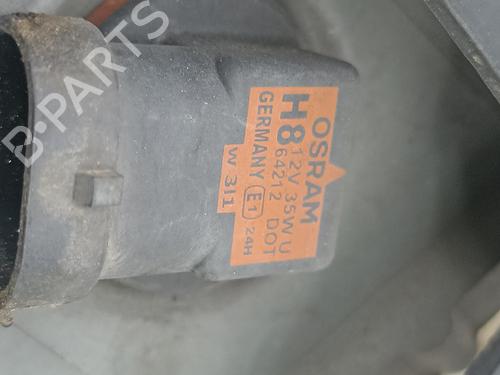 B-PARTS
OSRAM
H8 12V 35W U
64212 DOT
GERMANY E1 24H
W 311